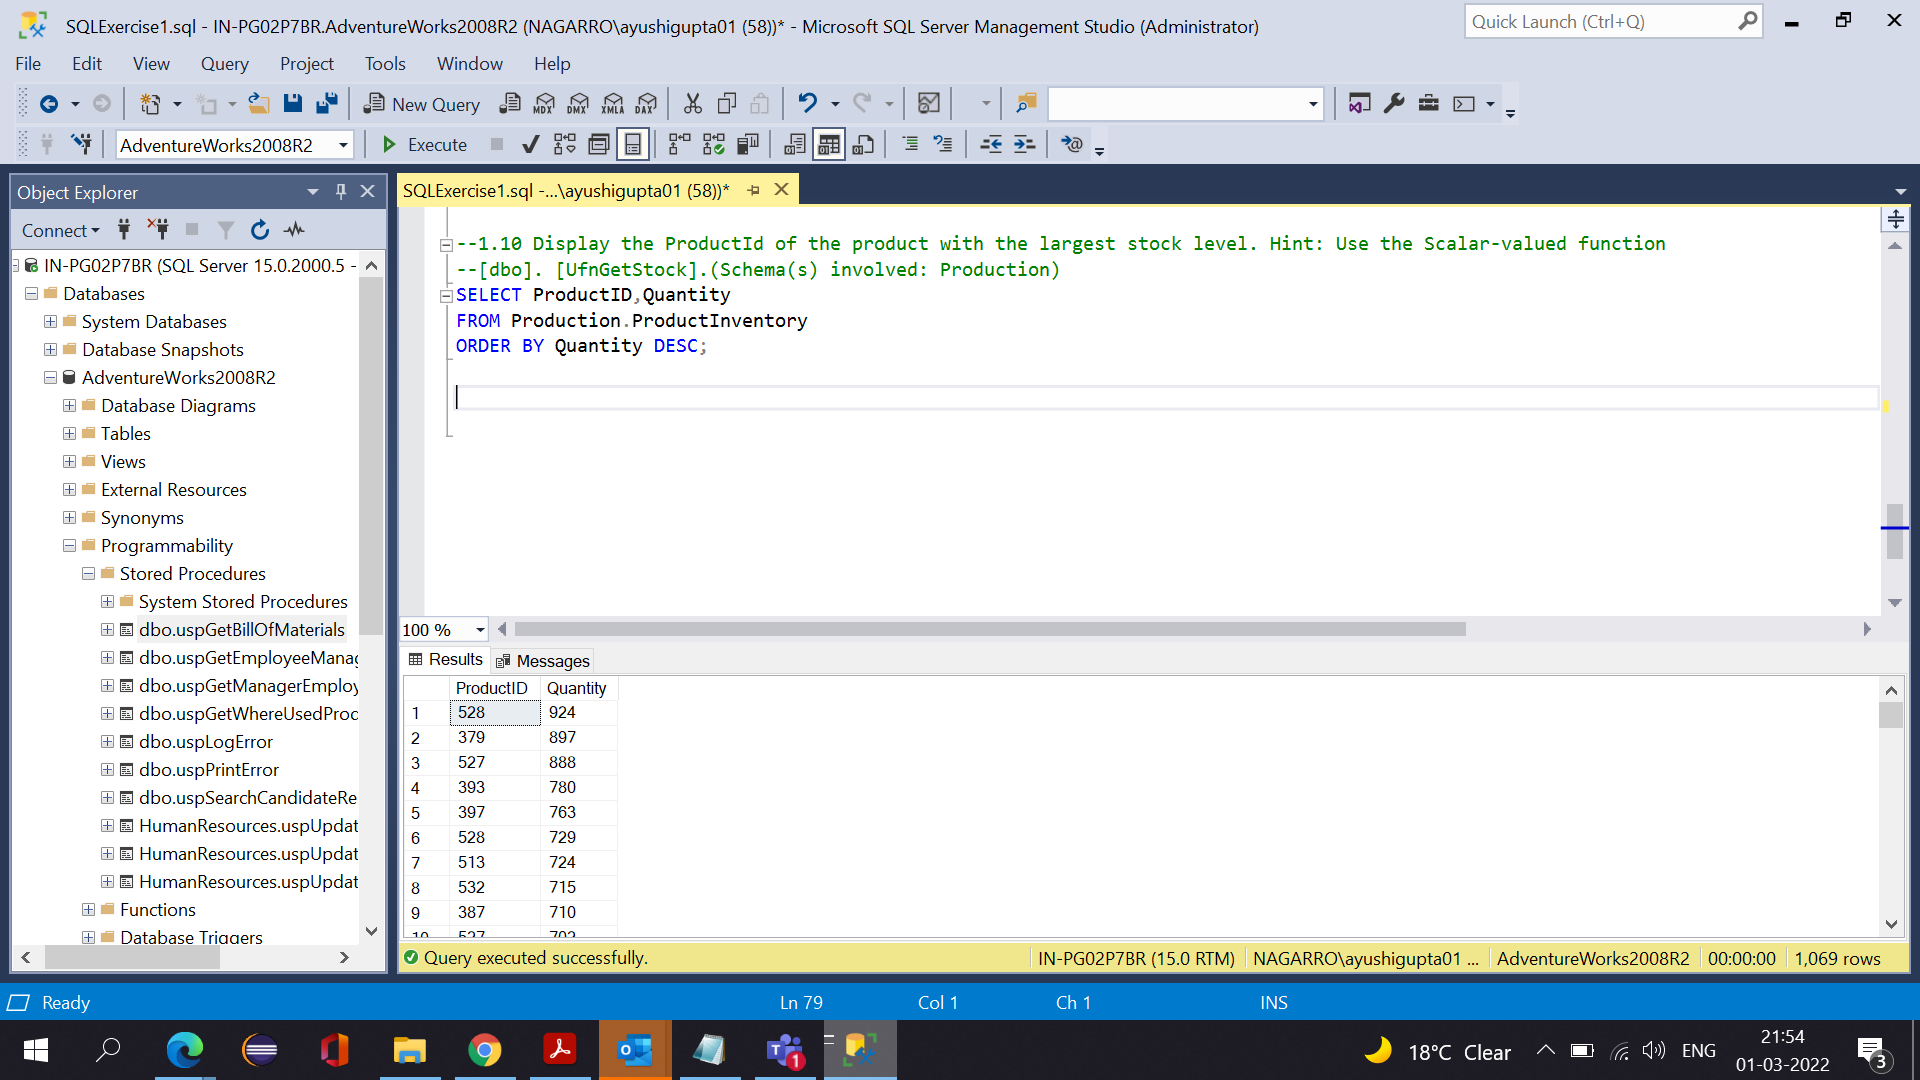 SQLExercise1.sql - IN-PG02P7BR.AdventureWorks2008R2 (NAGARRO\ayushigupta01 (58))* - Microsoft SQL Server Management Studio (Administrator)
Quick Launch (Ctrl+Q)
File Edit View Query Project Tools Window Help
New Query MDX DMX XMLA DAX
AdventureWorks2008R2 Execute
Object Explorer
Connect
IN-PG02P7BR (SQL Server 15.0.2000.5 -
Databases
System Databases
Database Snapshots
AdventureWorks2008R2
Database Diagrams
Tables
Views
External Resources
Synonyms
Programmability
Stored Procedures
System Stored Procedures
dbo.uspGetBillOfMaterials
dbo.uspGetEmployeeManag
dbo.uspGetManagerEmploy
dbo.uspGetWhereUsedProd
dbo.uspLogError
dbo.uspPrintError
dbo.uspSearchCandidateRe
HumanResources.uspUpdat
HumanResources.uspUpdat
HumanResources.uspUpdat
Functions
Database Triggers
SQLExercise1.sql -...\ayushigupta01 (58))*
--1.10 Display the ProductId of the product with the largest stock level. Hint: Use the Scalar-valued function
--[dbo]. [UfnGetStock].(Schema(s) involved: Production)
SELECT ProductID,Quantity
FROM Production.ProductInventory
ORDER BY Quantity DESC;
100 %
Results Messages
ProductID Quantity
1 528 924
2 379 897
3 527 888
4 393 780
5 397 763
6 528 729
7 513 724
8 532 715
9 387 710
10 527 702
Query executed successfully. IN-PG02P7BR (15.0 RTM) NAGARRO\ayushigupta01 ... AdventureWorks2008R2 00:00:00 1,069 rows
Ready Ln 79 Col 1 Ch 1 INS
1
18°C Clear ENG
21:54
01-03-2022
3